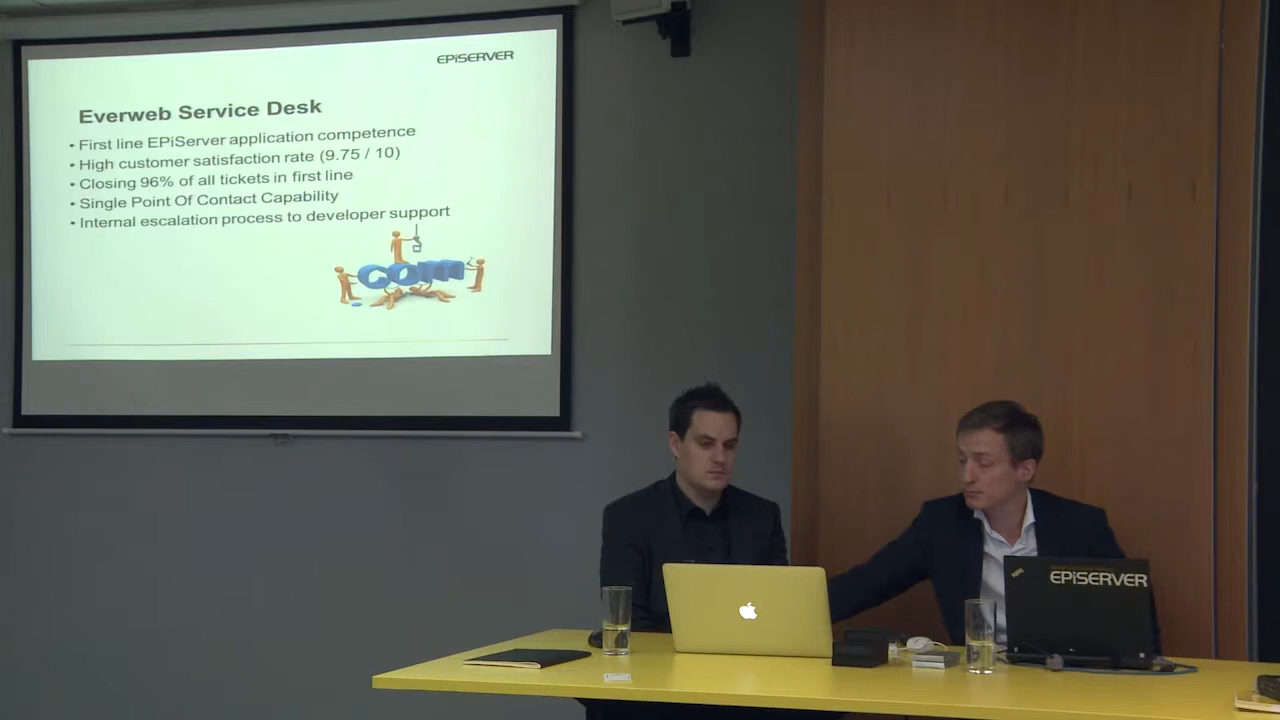 EPiSERVER
Everweb Service Desk
• First line EPiServer application competence
• High customer satisfaction rate (9.75 / 10)
• Closing 96% of all tickets in first line
• Single Point Of Contact Capability
• Internal escalation process to developer support
com
EPiSERVER